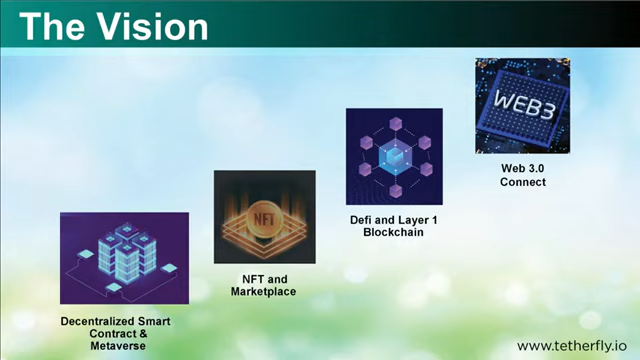 The Vision
WEB3
Web 3.0
Connect
Defi and Layer 1
Blockchain
NFT
NFT and
Marketplace
Decentralized Smart
Contract &
Metaverse
www.tetherfly.io